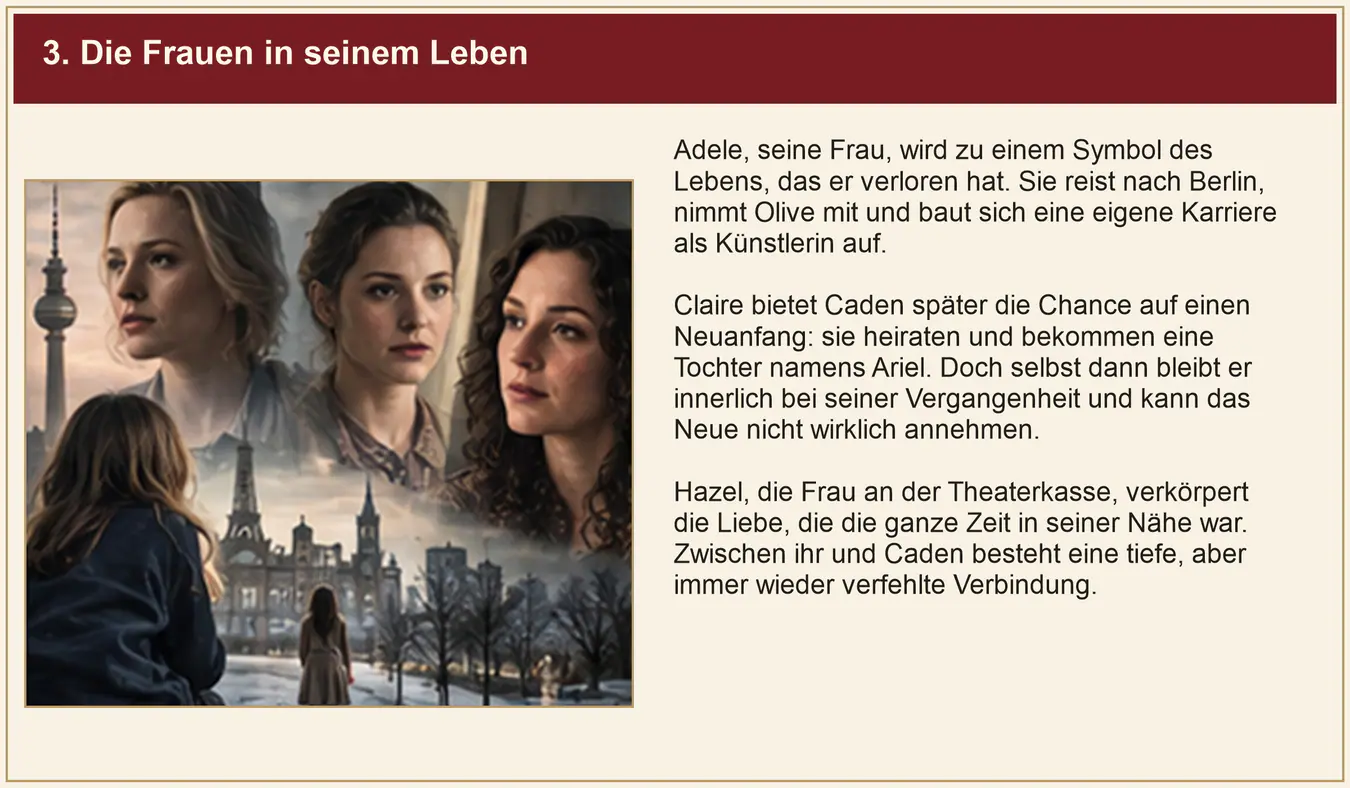 3. Die Frauen in seinem Leben
Adele, seine Frau, wird zu einem Symbol des
Lebens, das er verloren hat. Sie reist nach Berlin,
nimmt Olive mit und baut sich eine eigene Karriere
als Künstlerin auf.
Claire bietet Caden später die Chance auf einen
Neuanfang: sie heiraten und bekommen eine
Tochter namens Ariel. Doch selbst dann bleibt er
innerlich bei seiner Vergangenheit und kann das
Neue nicht wirklich annehmen.
Hazel, die Frau an der Theaterkasse, verkörpert
die Liebe, die die ganze Zeit in seiner Nähe war.
Zwischen ihr und Caden besteht eine tiefe, aber
immer wieder verfehlte Verbindung.